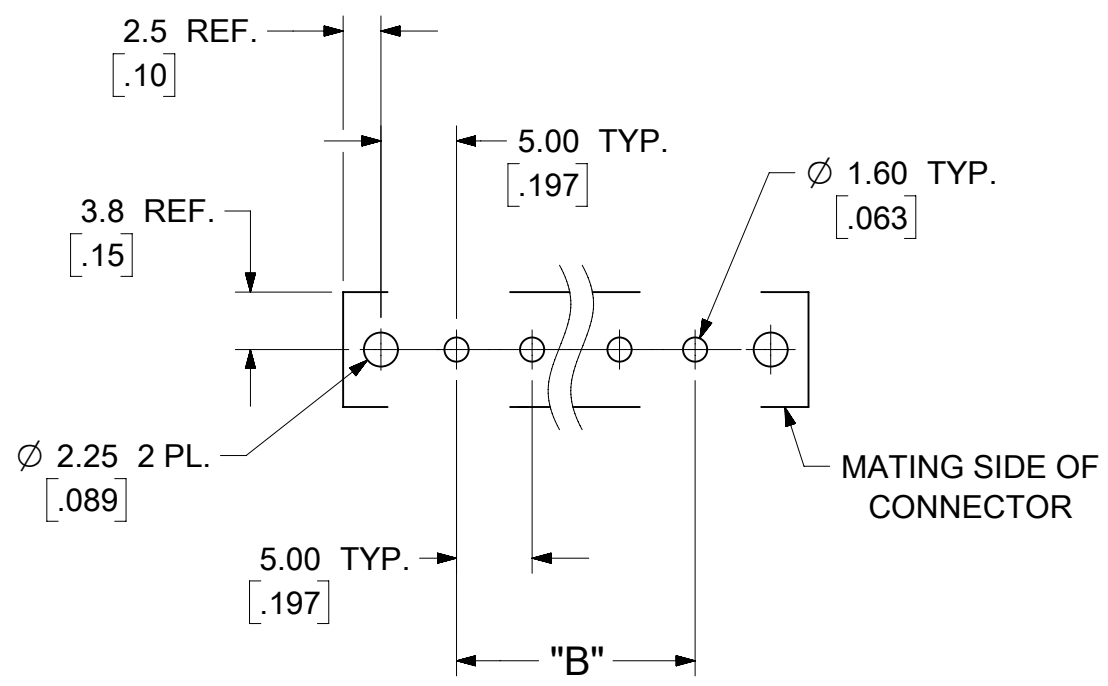 2.5 REF.
[.10]
5.00 TYP.
[.197]
Ø 1.60 TYP.
[.063]
3.8 REF.
[.15]
Ø 2.25 2 PL.
[.089]
MATING SIDE OF
CONNECTOR
5.00 TYP.
[.197]
"B"